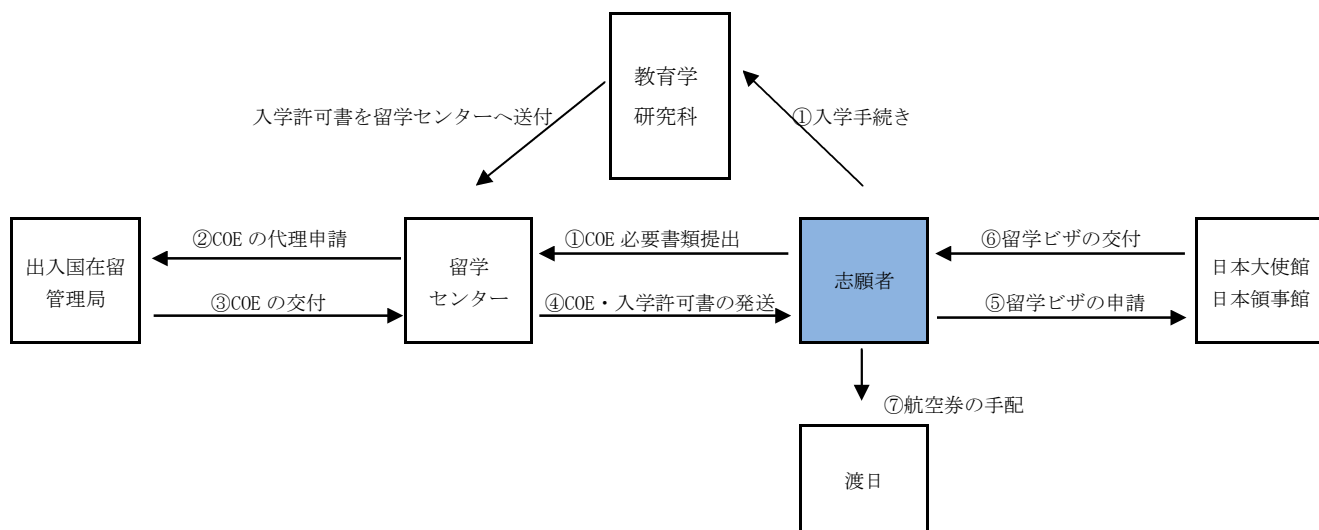 教育学
研究科
入学許可書を留学センターへ送付
①入学手続き
②COE の代理申請
①COE 必要書類提出
⑥留学ビザの交付
出入国在留
管理局
留学
センター
志願者
日本大使館
日本領事館
③COE の交付
④COE・入学許可書の発送
⑤留学ビザの申請
⑦航空券の手配
渡日